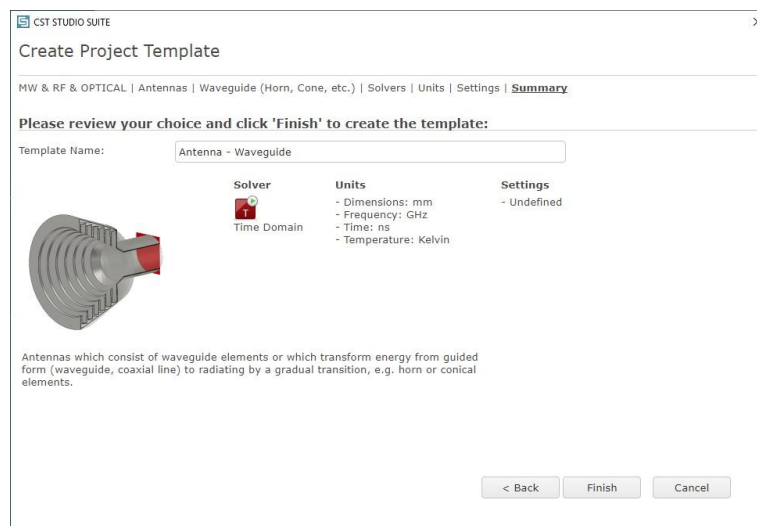 CST STUDIO SUITE
Create Project Template
MW & RF & OPTICAL | Antennas | Waveguide (Horn, Cone, etc.) | Solvers | Units | Settings | Summary
Please review your choice and click 'Finish' to create the template:
Template Name: Antenna - Waveguide
Solver Units Settings
T
- Dimensions: mm - Undefined
- Frequency: GHz
Time Domain - Time: ns
- Temperature: Kelvin
Antennas which consist of waveguide elements or which transform energy from guided
form (waveguide, coaxial line) to radiating by a gradual transition, e.g. horn or conical
elements.
< Back Finish Cancel